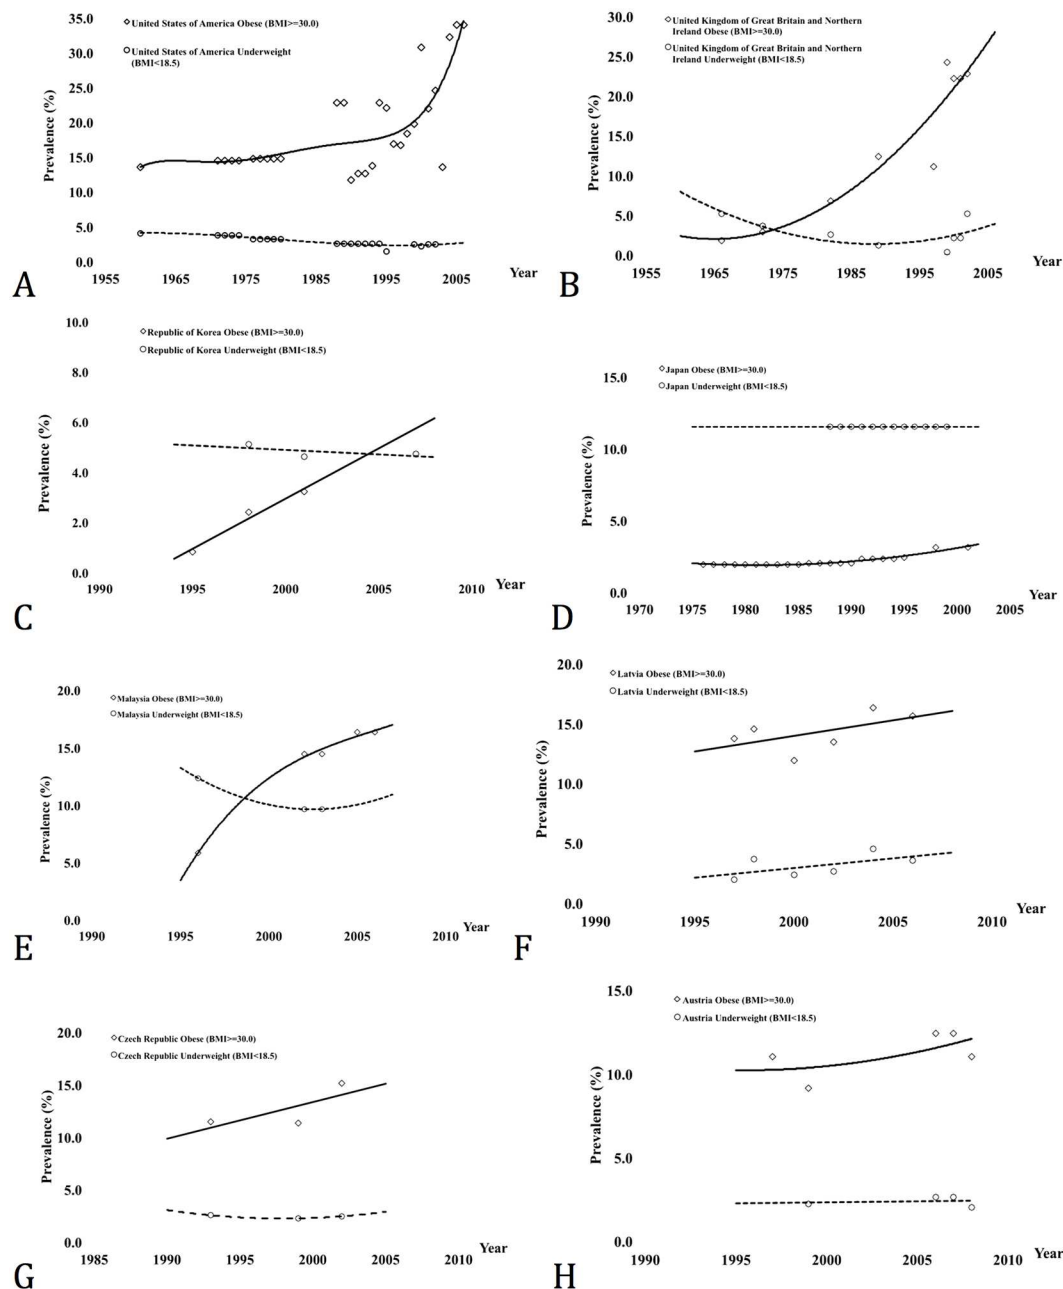 35.0
30.0
25.0
20.0
15.0
10.0
5.0
0.0
Prevalence (%)
United States of America Obese (BMI>=30.0)
United States of America Underweight
(BMI<18.5)
1955 1965 1975 1985 1995 2005
Year
A
30.0
25.0
20.0
15.0
10.0
5.0
0.0
Prevalence (%)
United Kingdom of Great Britain and Northern
Ireland Obese (BMI>=30.0)
United Kingdom of Great Britain and Northern
Ireland Underweight (BMI<18.5)
1955 1965 1975 1985 1995 2005
Year
B
10.0
8.0
6.0
4.0
2.0
0.0
Prevalence (%)
Republic of Korea Obese (BMI>=30.0)
Republic of Korea Underweight (BMI<18.5)
1990 1995 2000 2005 2010
Year
C
15.0
10.0
5.0
0.0
Prevalence (%)
Japan Obese (BMI>=30.0)
Japan Underweight (BMI<18.5)
1970 1975 1980 1985 1990 1995 2000 2005
Year
D
20.0
15.0
10.0
5.0
0.0
Prevalence (%)
Malaysia Obese (BMI>=30.0)
Malaysia Underweight (BMI<18.5)
1990 1995 2000 2005 2010
Year
E
20.0
15.0
10.0
5.0
0.0
Prevalence (%)
Latvia Obese (BMI>=30.0)
Latvia Underweight (BMI<18.5)
1990 1995 2000 2005 2010
Year
F
20.0
15.0
10.0
5.0
0.0
Prevalence (%)
Czech Republic Obese (BMI>=30.0)
Czech Republic Underweight (BMI<18.5)
1985 1990 1995 2000 2005 2010
Year
G
15.0
10.0
5.0
0.0
Prevalence (%)
Austria Obese (BMI>=30.0)
Austria Underweight (BMI<18.5)
1990 1995 2000 2005 2010
Year
H